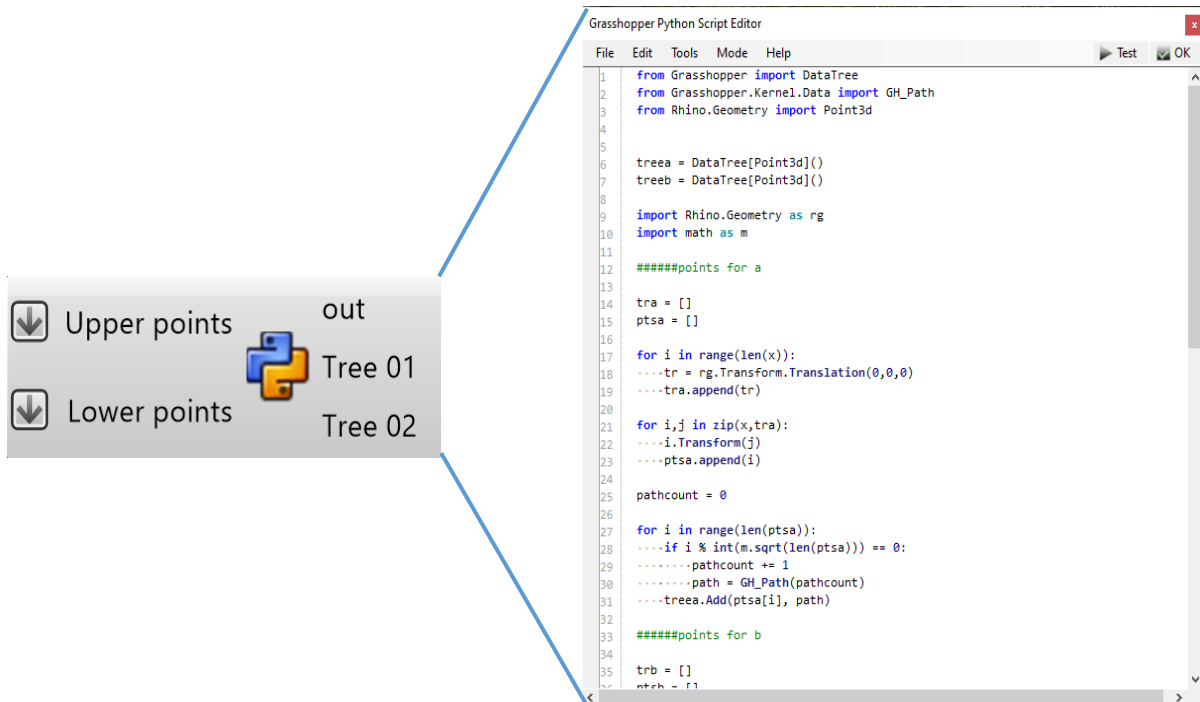 Upper points
Lower points
out
Tree 01
Tree 02
Grasshopper Python Script Editor
x
File Edit Tools Mode Help
Test OK
1 from Grasshopper import DataTree
2 from Grasshopper.Kernel.Data import GH_Path
3 from Rhino.Geometry import Point3d
4
5
6 treea = DataTree[Point3d]()
7 treeb = DataTree[Point3d]()
8
9 import Rhino.Geometry as rg
10 import math as m
11
12 ######points for a
13
14 tra = []
15 ptsa = []
16
17 for i in range(len(x)):
18 ····tr = rg.Transform.Translation(0,0,0)
19 ····tra.append(tr)
20
21 for i,j in zip(x,tra):
22 ····i.Transform(j)
23 ····ptsa.append(i)
24
25 pathcount = 0
26
27 for i in range(len(ptsa)):
28 ····if i % int(m.sqrt(len(ptsa))) == 0:
29 ········pathcount += 1
30 ········path = GH_Path(pathcount)
31 ····treea.Add(ptsa[i], path)
32
33 ######points for b
34
35 trb = []